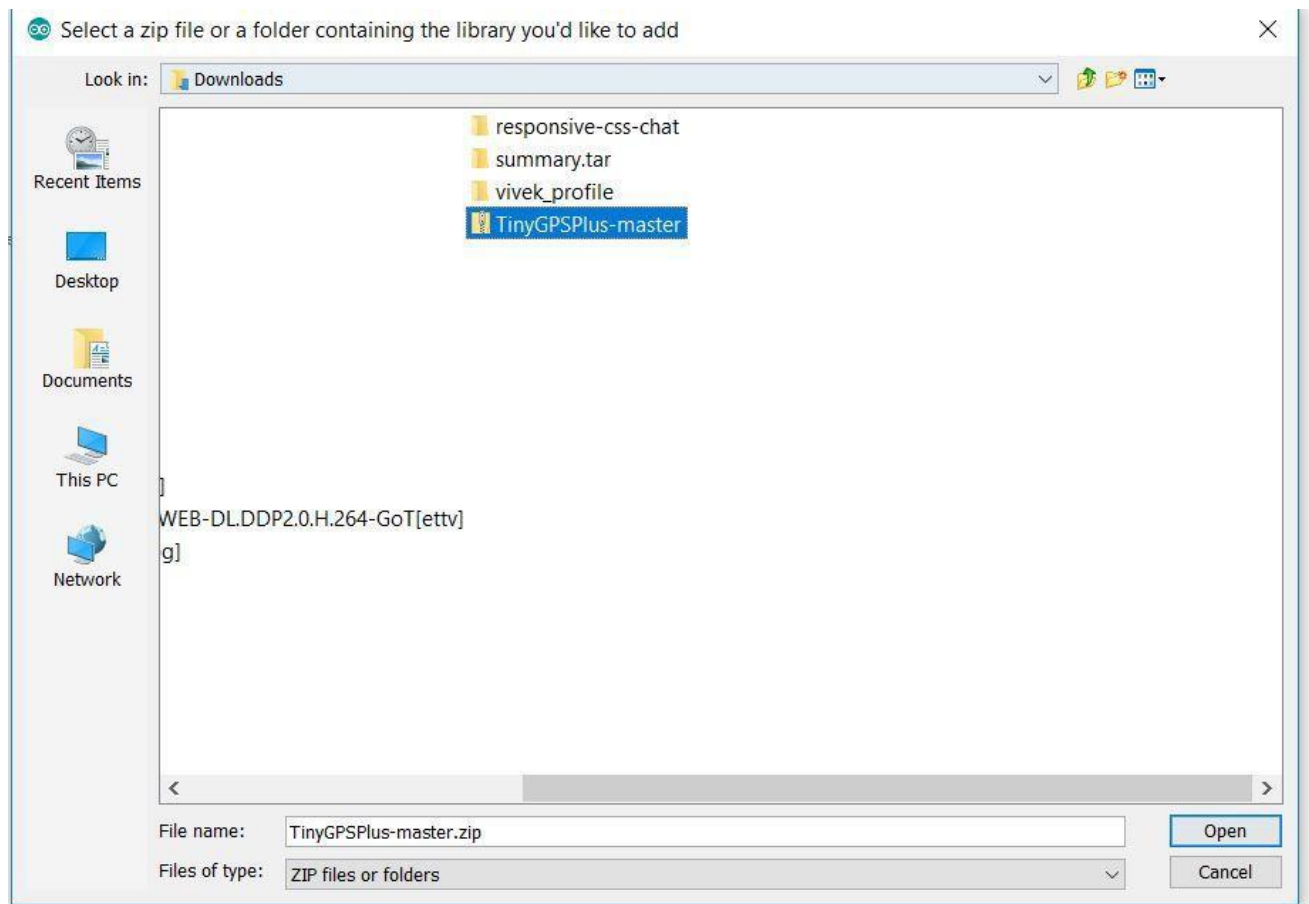 Select a zip file or a folder containing the library you'd like to add
Look in: Downloads
Recent Items
Desktop
Documents
This PC
Network
]
WEB-DL.DDP2.0.H.264-GoT[ettv]
g]
responsive-css-chat
summary.tar
vivek_profile
TinyGPSPlus-master
File name: TinyGPSPlus-master.zip Open
Files of type: ZIP files or folders Cancel